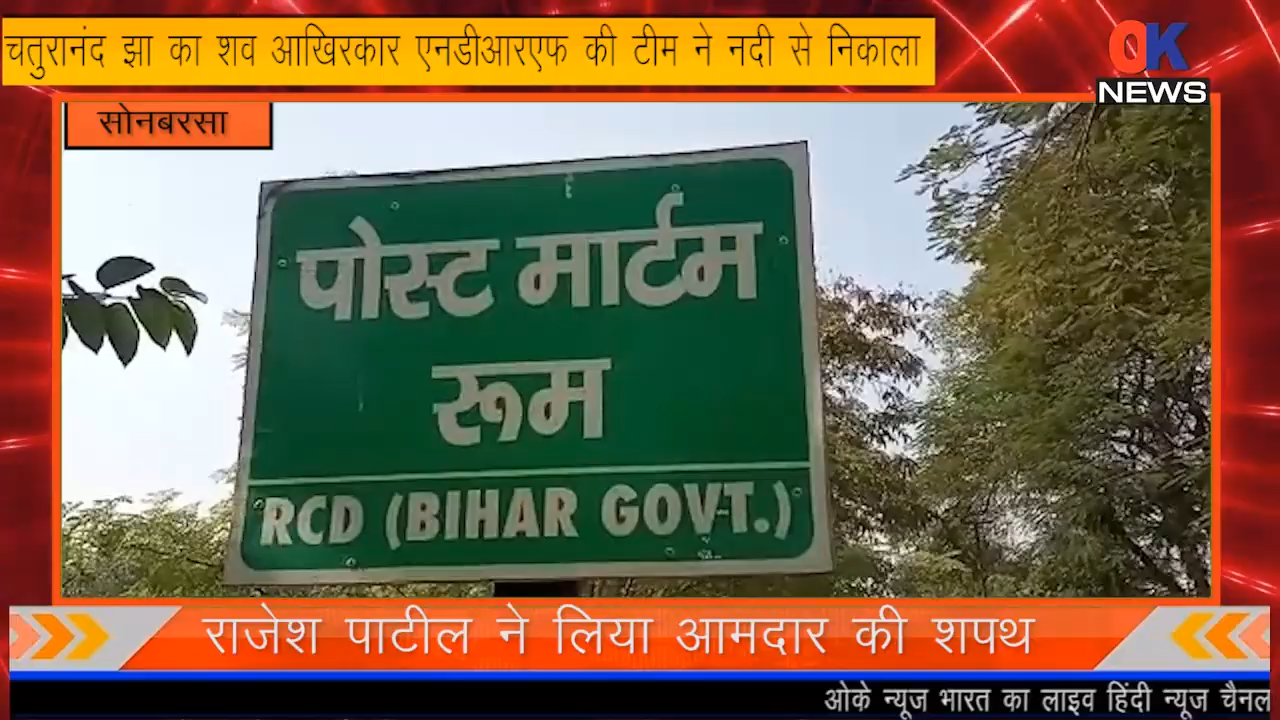 चतुरानंद झा का शव आखिरकार एनडीआरएफ की टीम ने नदी से निकाला
OK
NEWS
सोनबरसा
पोस्ट मार्टम
रूम
RCD (BIHAR GOVT.)
राजेश पाटील ने लिया आमदार की शपथ
ओके न्यूज भारत का लाइव हिंदी न्यूज चैनल